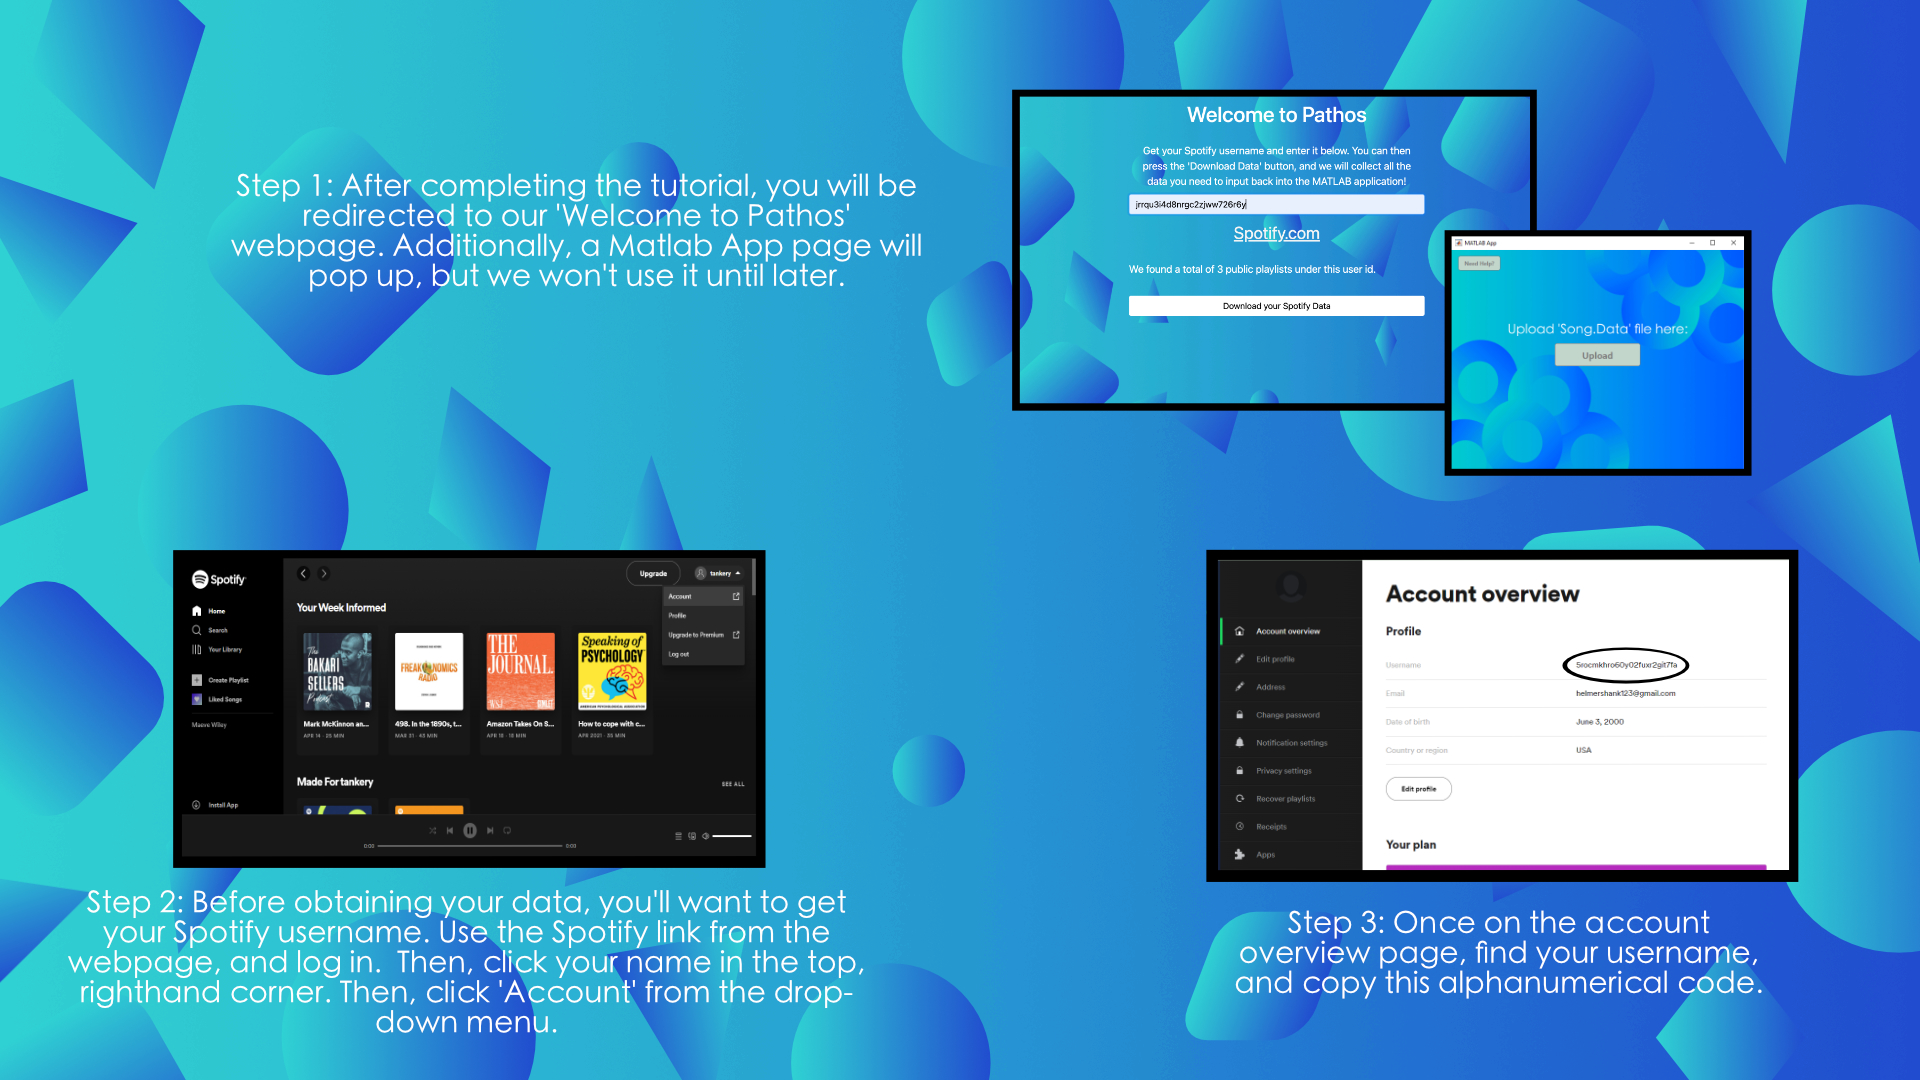 Step 1: After completing the tutorial, you will be
redirected to our 'Welcome to Pathos'
webpage. Additionally, a Matlab App page will
pop up, but we won't use it until later.
Welcome to Pathos
Get your Spotify username and enter it below. You can then
press the 'Download Data' button, and we will collect all the
data you need to input back into the MATLAB application!
jrrqu3i4d8nrgc2zjww726r6y
Spotify.com
We found a total of 3 public playlists under this user id.
Download your Spotify Data
MATLAB App
Need Help?
Upload 'Song.Data' file here:
Upload
Spotify
Home
Search
Your Library
Create Playlist
Liked Songs
Maeve Wiley
Install App
Upgrade
tankery
Account
Profile
Upgrade to Premium
Log out
Your Week Informed
The
BAKARI
SELLERS
Podcast
FREAKONOMICS
RADIO
THE
JOURNAL.
WSJ
GIMLET
Speaking of
PSYCHOLOGY
AMERICAN PSYCHOLOGICAL ASSOCIATION
Mark McKinnon an...
APR 14 · 25 MIN
498. In the 1890s, t...
MAR 31 · 43 MIN
Amazon Takes On S...
APR 15 · 18 MIN
How to cope with c...
APR 2021 · 35 MIN
Made For tankery
SEE ALL
0:00
0:00
Step 2: Before obtaining your data, you'll want to get
your Spotify username. Use the Spotify link from the
webpage, and log in.  Then, click your name in the top,
righthand corner. Then, click 'Account' from the drop-
down menu.
Account overview
Edit profile
Address
Change password
Notification settings
Privacy settings
Recover playlists
Receipts
Apps
Account overview
Profile
Username 5rocmkhro60y02fuxr2git7fa
Email helmershank123@gmail.com
Date of birth June 3, 2000
Country or region USA
Edit profile
Your plan
Step 3: Once on the account
overview page, find your username,
and copy this alphanumerical code.